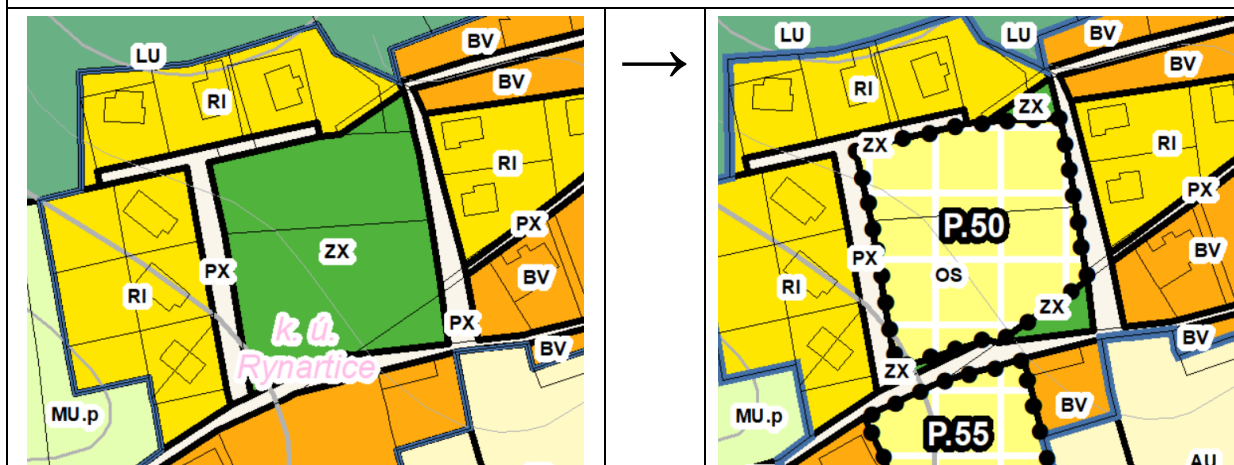 LU
BV
BV
RI
RI
PX
ZX
BV
PX
RI
k. ú.
Rynartice
PX
BV
MU.p
→
LU
LU
BV
BV
RI
ZX
ZX
RI
PX
P.50
PX
OS
BV
RI
ZX
BV
ZX
MU.p
BV
P.55
AU